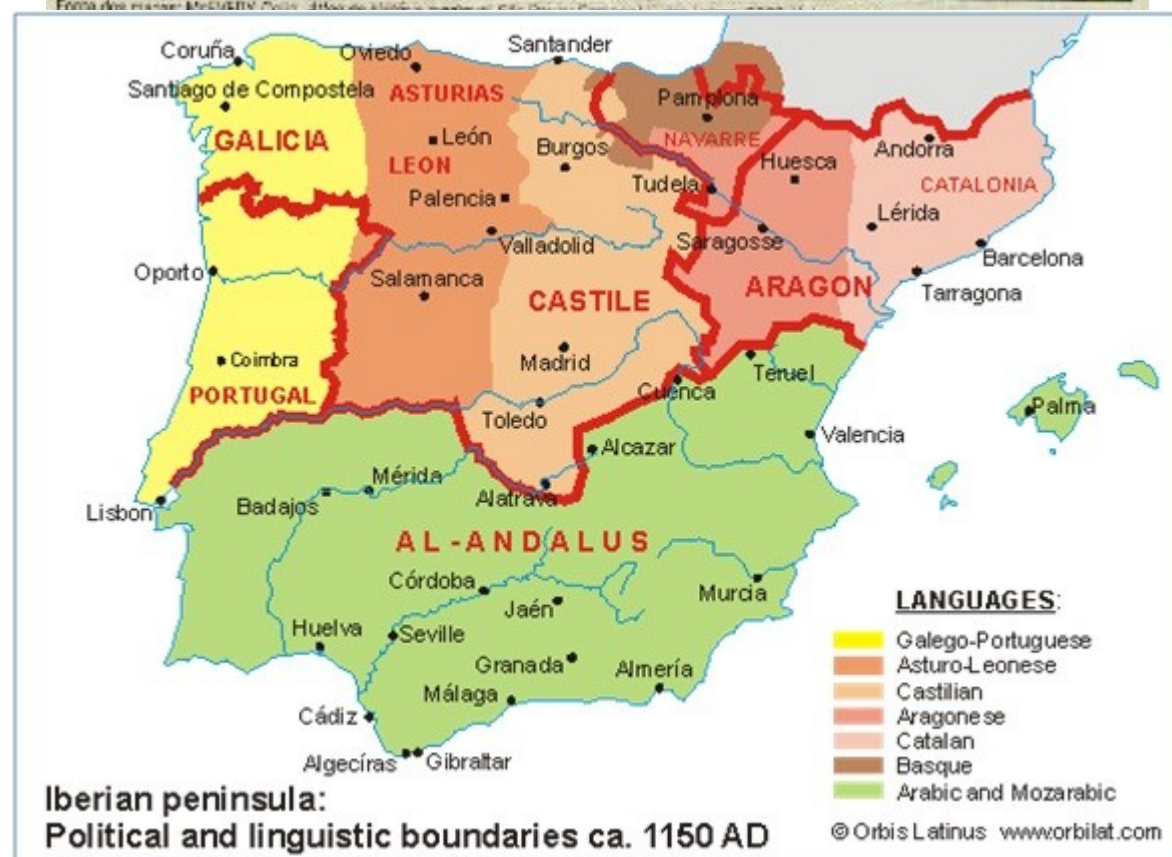 Coruña
Oviedo
Santander
Santiago de Compostela
ASTURIAS
Pamplona
GALICIA
León
Burgos
NAVARRE
Huesca
Andorra
LEON
Palencia
Tudela
CATALONIA
Lérida
Valladolid
Saragosse
Barcelona
Oporto
Salamanca
CASTILE
ARAGON
Tarragona
Coimbra
Madrid
Teruel
PORTUGAL
Cuenca
Toledo
Palma
Alcazar
Valencia
Mérida
Badajos
Alatrava
Lisbon
AL-ANDALUS
Córdoba
Murcia
Jaén
Huelva
Seville
Granada
Almería
Málaga
Cádiz
Algecíras
Gibraltar
LANGUAGES:
Galego-Portuguese
Asturo-Leonese
Castilian
Aragonese
Catalan
Basque
Arabic and Mozarabic
Iberian peninsula:
Political and linguistic boundaries ca. 1150 AD
© Orbis Latinus www.orbilat.com